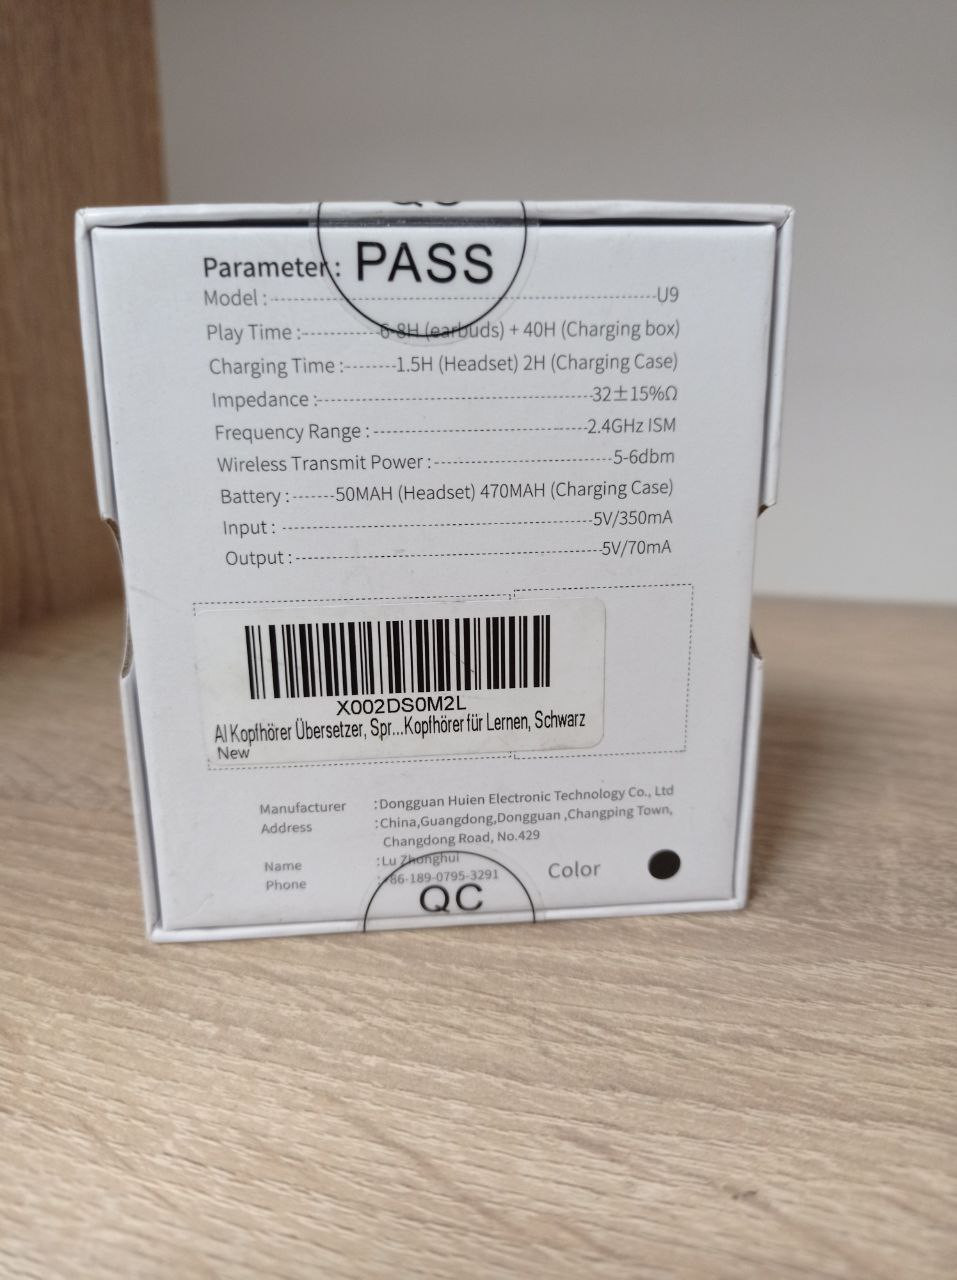 PASS
Parameter :
Model : U9
Play Time : 6-8H (earbuds) + 40H (Charging box)
Charging Time : 1.5H (Headset) 2H (Charging Case)
Impedance : 32±15%Ω
Frequency Range : 2.4GHz ISM
Wireless Transmit Power : 5-6dbm
Battery : 50MAH (Headset) 470MAH (Charging Case)
Input : 5V/350mA
Output : 5V/70mA
X002DS0M2L
AI Kopfhörer Übersetzer, Spr...Kopfhörer für Lernen, Schwarz
New
Manufacturer :Dongguan Huien Electronic Technology Co., Ltd
Address :China,Guangdong,Dongguan ,Changping Town,
Changdong Road, No.429
Name :Lu Zhonghui
Phone :+86-189-0795-3291
Color
QC